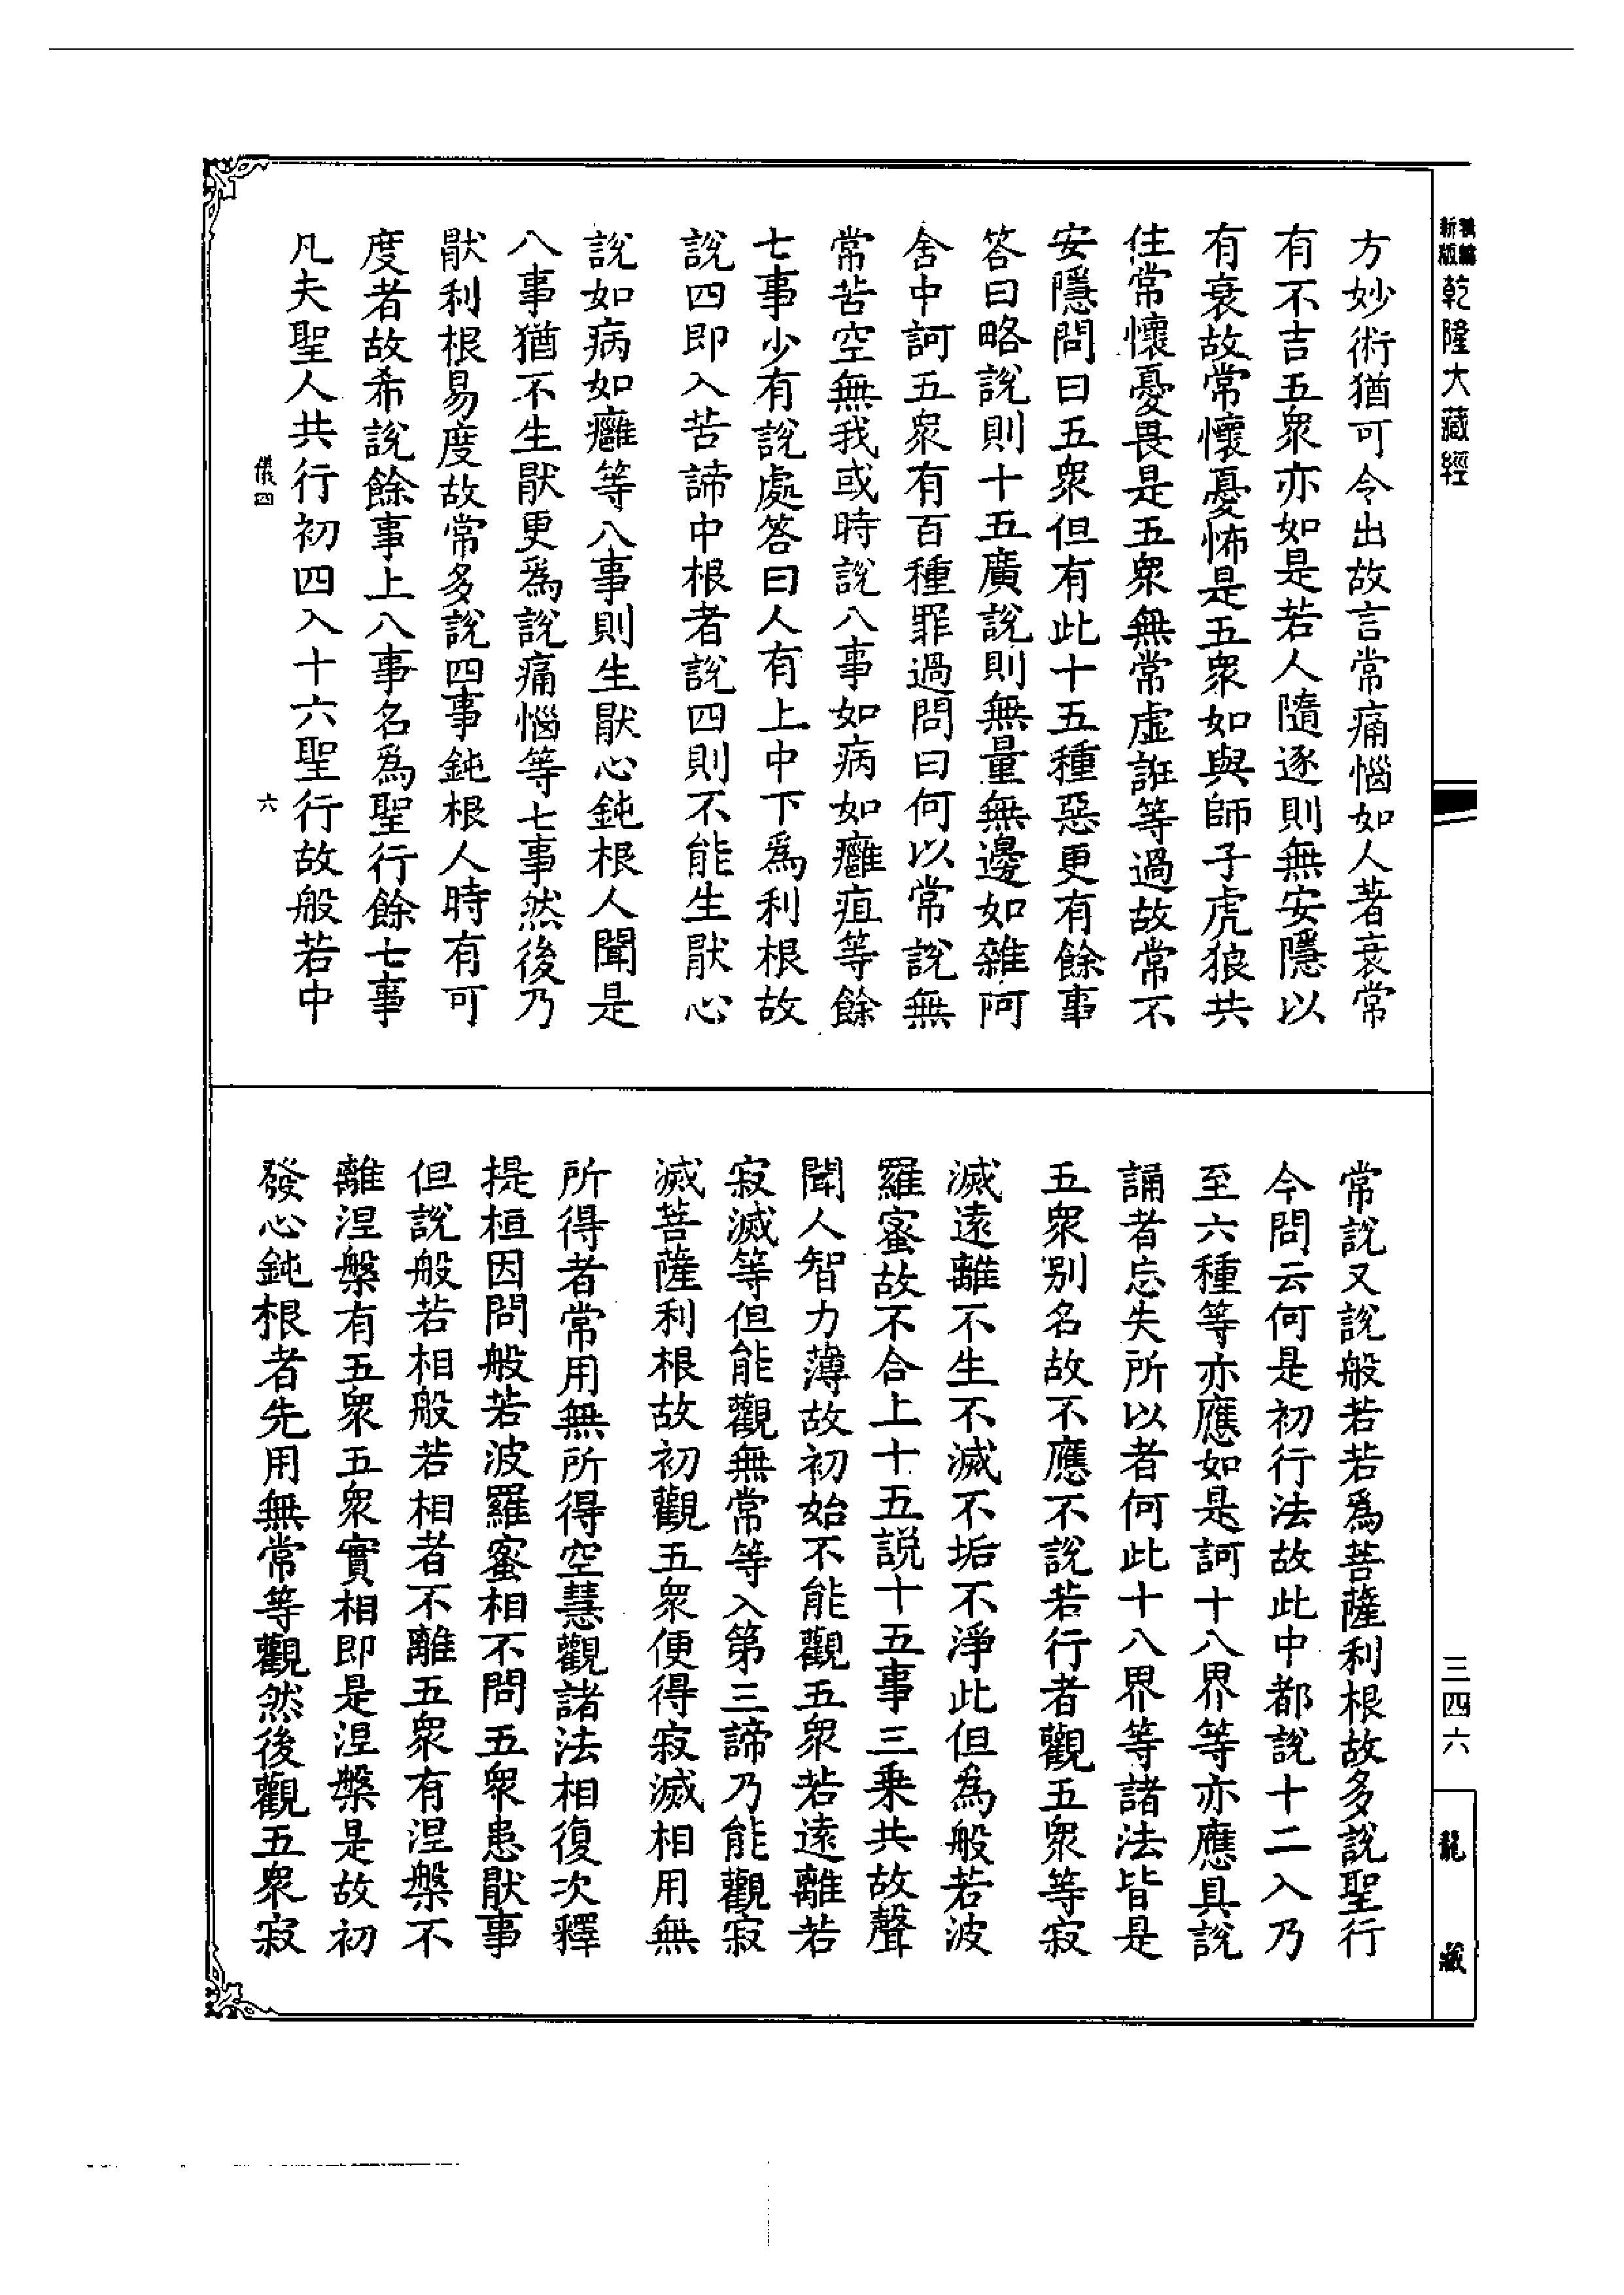 新編
新版
乾隆大藏經
方妙術猶可令出故言常痛惱如人著衰常
有不吉五衆亦如是若人隨逐則無安隱以
有衰故常懷憂怖是五衆如與師子虎狼共
住常懷憂畏是五衆無常虛誑等過故常不
安隱問曰五衆但有此十五種惡更有餘事
答曰略說則十五廣說則無量無邊如雜阿
含中訶五衆有百種罪過問曰何以常說無
常苦空無我或時說八事如病如癰疽等餘
七事少有說處答曰人有上中下爲利根故
說四即入苦諦中根者說四則不能生厭心
說如病如癰等八事則生厭心鈍根人聞是
八事猶不生厭更爲說痛惱等七事然後乃
厭利根易度故常多說四事鈍根人時有可
度者故希說餘事上八事名爲聖行餘七事
凡夫聖人共行初四入十六聖行故般若中
儀四
六
常說又說般若若爲菩薩利根故多說聖行
今問云何是初行法故此中都說十二入乃
至六種等亦應如是訶十八界等亦應具說
誦者忘失所以者何此十八界等諸法皆是
五衆別名故不應不說若行者觀五衆等寂
滅遠離不生不滅不垢不淨此但爲般若波
羅蜜故不合上十五説十五事三乘共故聲
聞人智力薄故初始不能觀五衆若遠離若
寂滅等但能觀無常等入第三諦乃能觀寂
滅菩薩利根故初觀五衆便得寂滅相用無
所得者常用無所得空慧觀諸法相復次釋
提桓因問般若波羅蜜相不問五衆患厭事
但說般若相般若相者不離五衆有涅槃不
離涅槃有五衆五衆實相即是涅槃是故初
發心鈍根者先用無常等觀然後觀五衆寂
三四六
龍藏